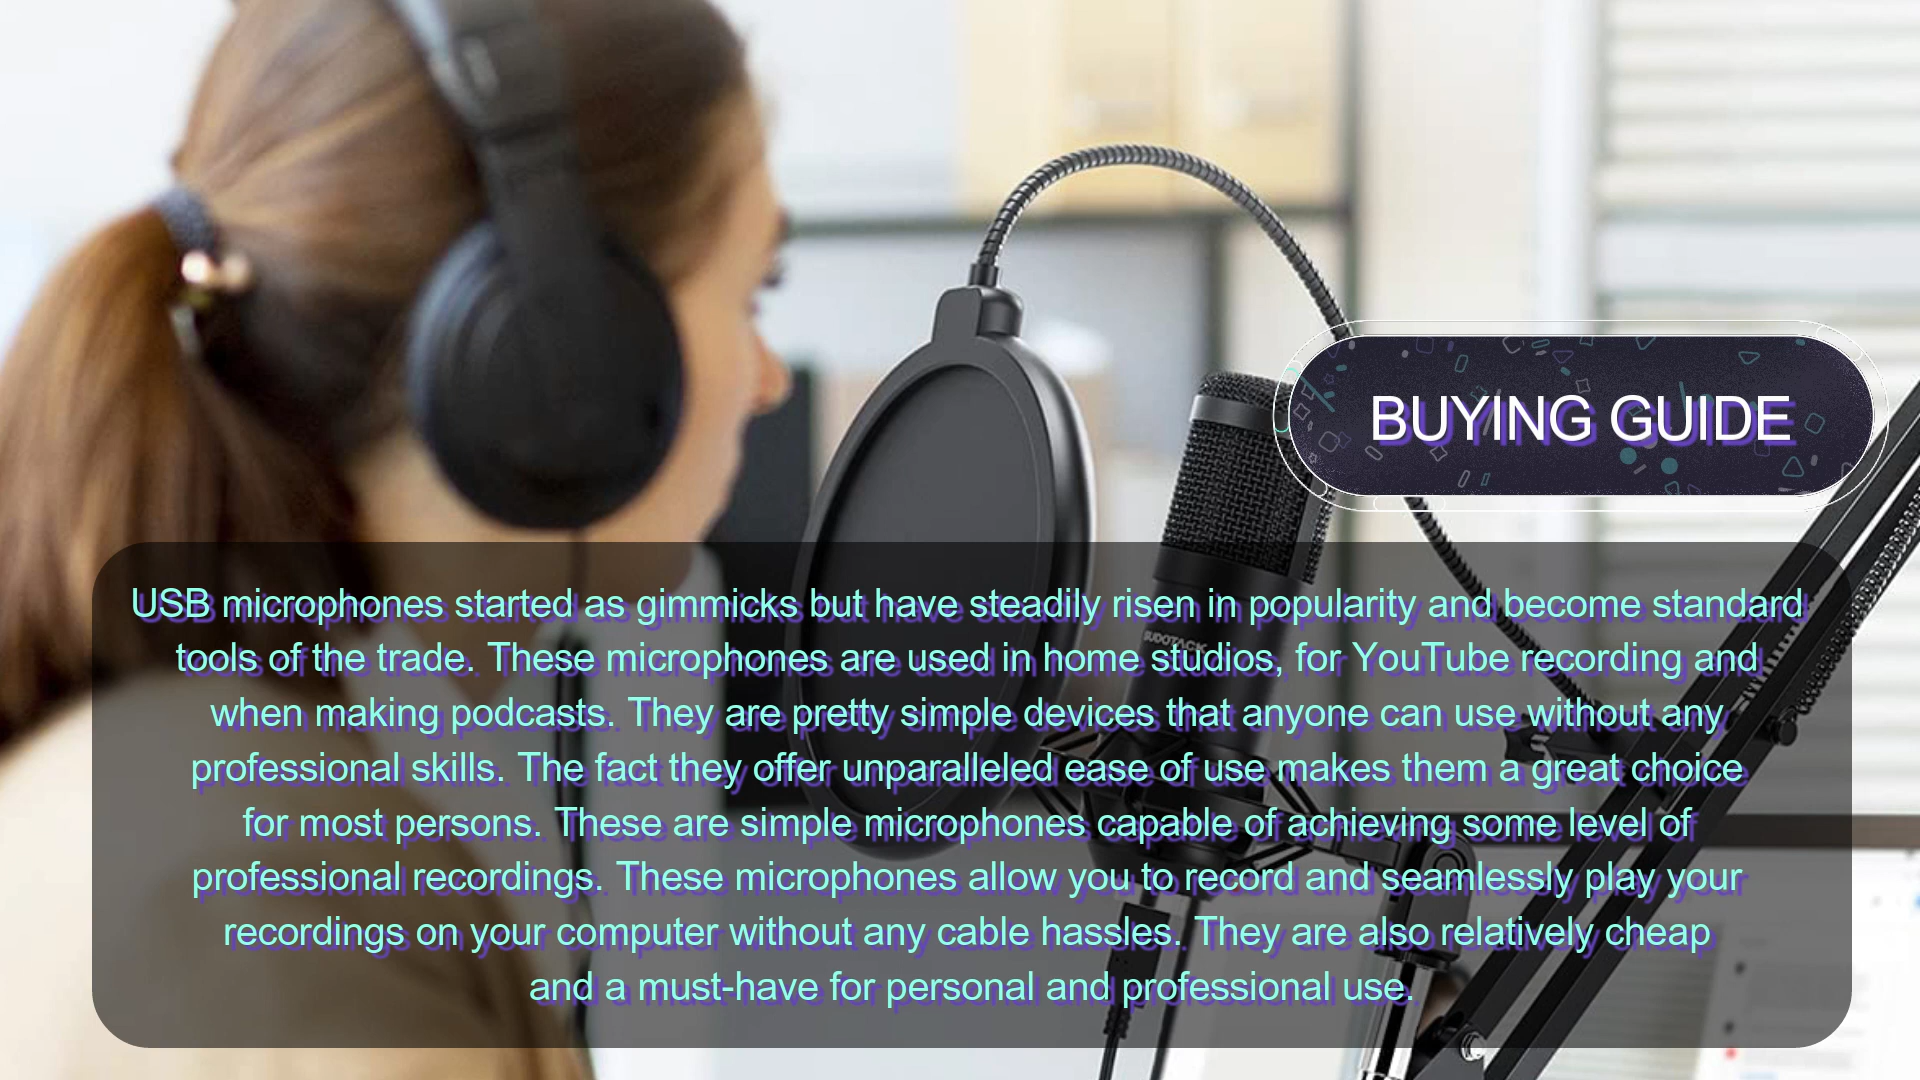 BUYING GUIDE
USB microphones started as gimmicks but have steadily risen in popularity and become standard
tools of the trade. These microphones are used in home studios, for YouTube recording and
when making podcasts. They are pretty simple devices that anyone can use without any
professional skills. The fact they offer unparalleled ease of use makes them a great choice
for most persons. These are simple microphones capable of achieving some level of
professional recordings. These microphones allow you to record and seamlessly play your
recordings on your computer without any cable hassles. They are also relatively cheap
and a must-have for personal and professional use.
SUDOTACK